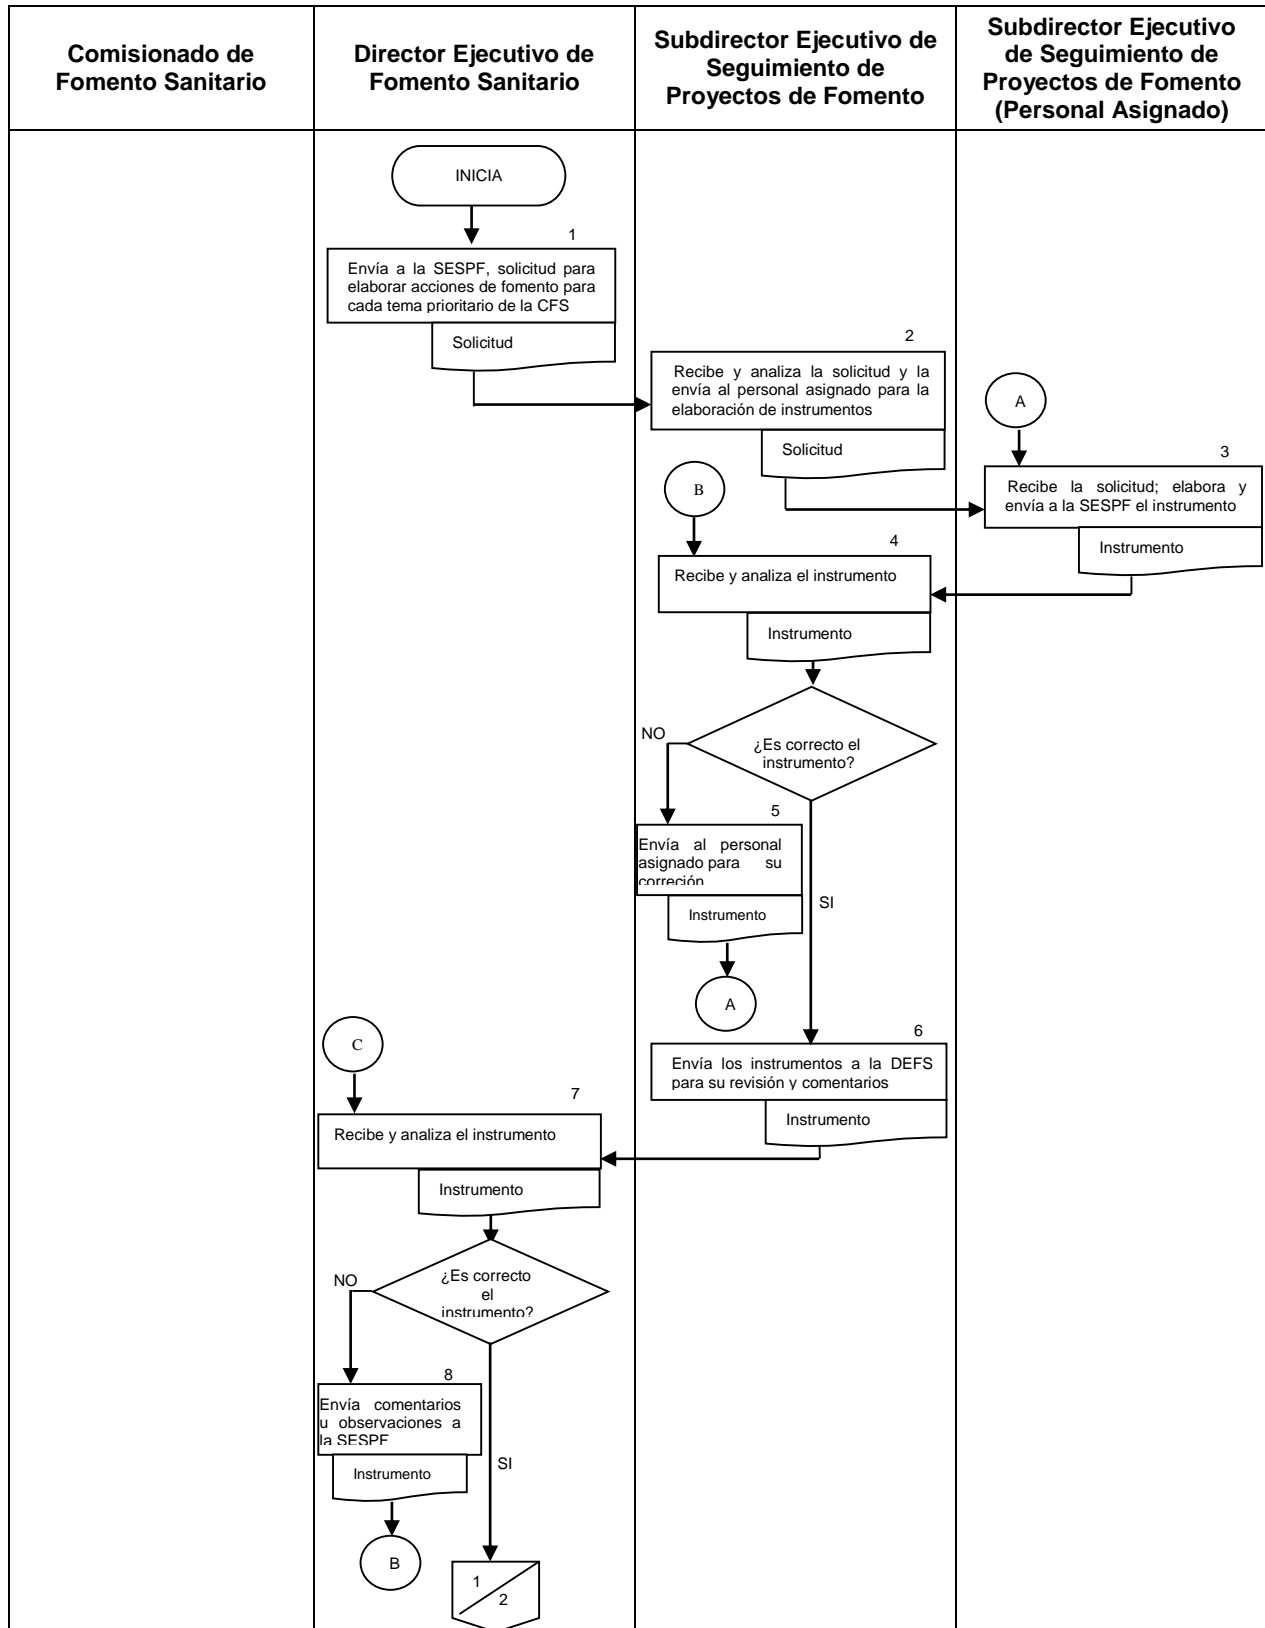 Comisionado de
Fomento Sanitario
Director Ejecutivo de
Fomento Sanitario
Subdirector Ejecutivo de
Seguimiento de
Proyectos de Fomento
Subdirector Ejecutivo
de Seguimiento de
Proyectos de Fomento
(Personal Asignado)
INICIA
1
Envía a la SESPF, solicitud para
elaborar acciones de fomento para
cada tema prioritario de la CFS
Solicitud
2
Recibe y analiza la solicitud y la
envía al personal asignado para la
elaboración de instrumentos
Solicitud
A
3
Recibe la solicitud; elabora y
envía a la SESPF el instrumento
Instrumento
B
4
Recibe y analiza el instrumento
Instrumento
¿Es correcto el
instrumento?
NO
5
Envía al personal
asignado para su
correción
Instrumento
A
SI
6
Envía los instrumentos a la DEFS
para su revisión y comentarios
Instrumento
C
7
Recibe y analiza el instrumento
Instrumento
¿Es correcto
el
instrumento?
NO
8
Envía comentarios
u observaciones a
la SESPF
Instrumento
B
SI
1
2